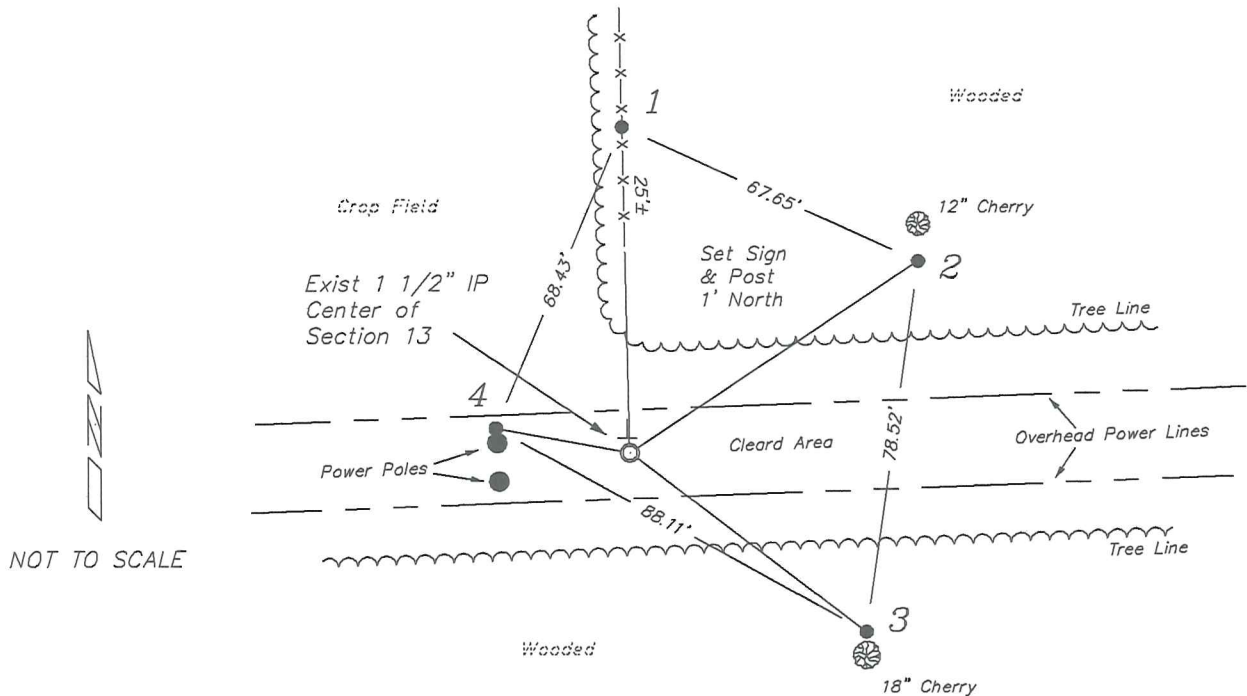 1
Wooded
67.65'
25'±
12" Cherry
Crop Field
2
Set Sign
& Post
1' North
68.43'
Exist 1 1/2" IP
Center of
Section 13
Tree Line
4
N
78.52'
Cleard Area
Overhead Power Lines
Power Poles
88.11'
NOT TO SCALE
Tree Line
3
Wooded
18" Cherry